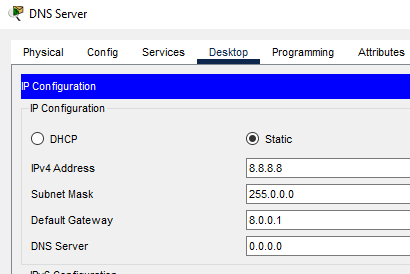 DNS Server
Physical Config Services Desktop Programming Attributes
IP Configuration
IP Configuration
DHCP Static
IPv4 Address 8.8.8.8
Subnet Mask 255.0.0.0
Default Gateway 8.0.0.1
DNS Server 0.0.0.0
IPv6 Configuration